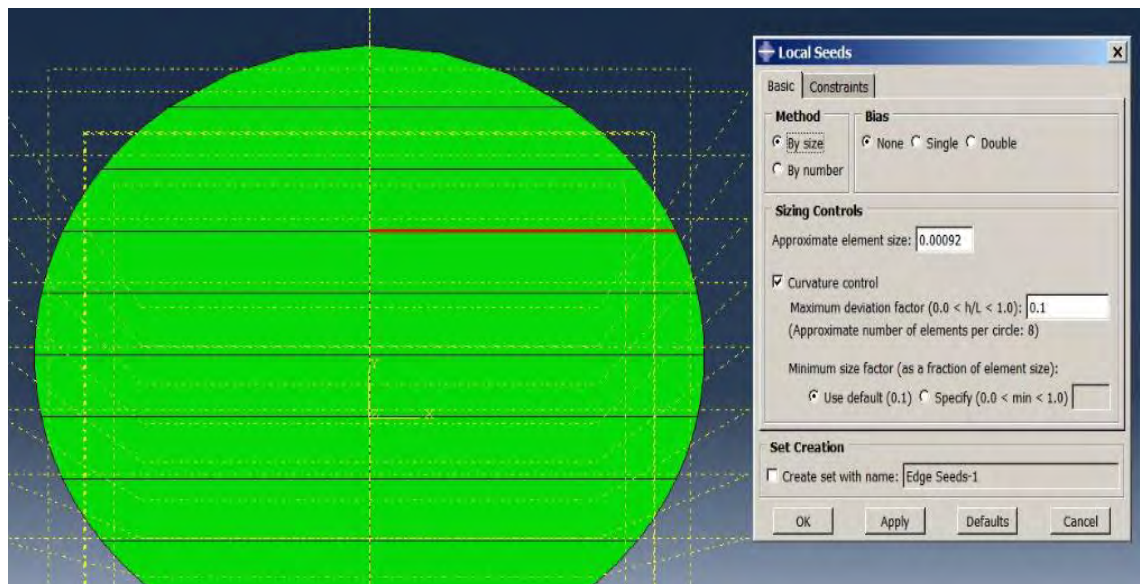 Local Seeds
Basic Constraints
Method Bias
By size None Single Double
By number
Sizing Controls
Approximate element size: 0.00092
Curvature control
Maximum deviation factor (0.0 < h/L < 1.0): 0.1
(Approximate number of elements per circle: 8)
Minimum size factor (as a fraction of element size):
Use default (0.1) Specify (0.0 < min < 1.0)
Set Creation
Create set with name: Edge Seeds-1
OK Apply Defaults Cancel
Y
X